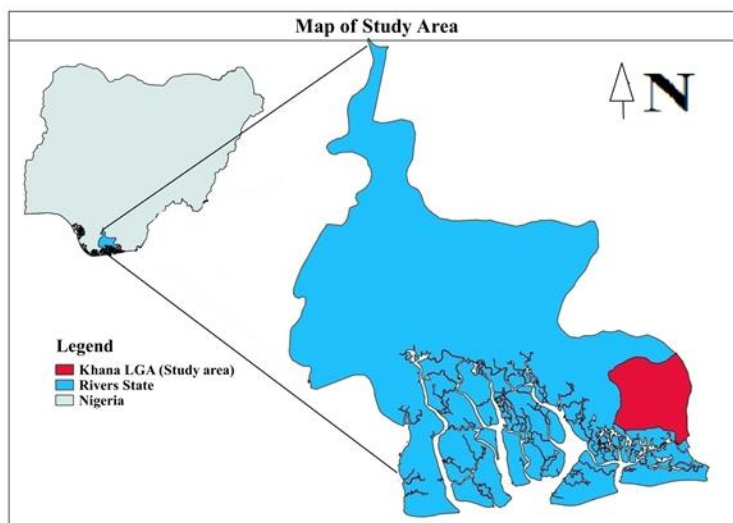 Map of Study Area
N
Legend
Khana LGA (Study area)
Rivers State
Nigeria